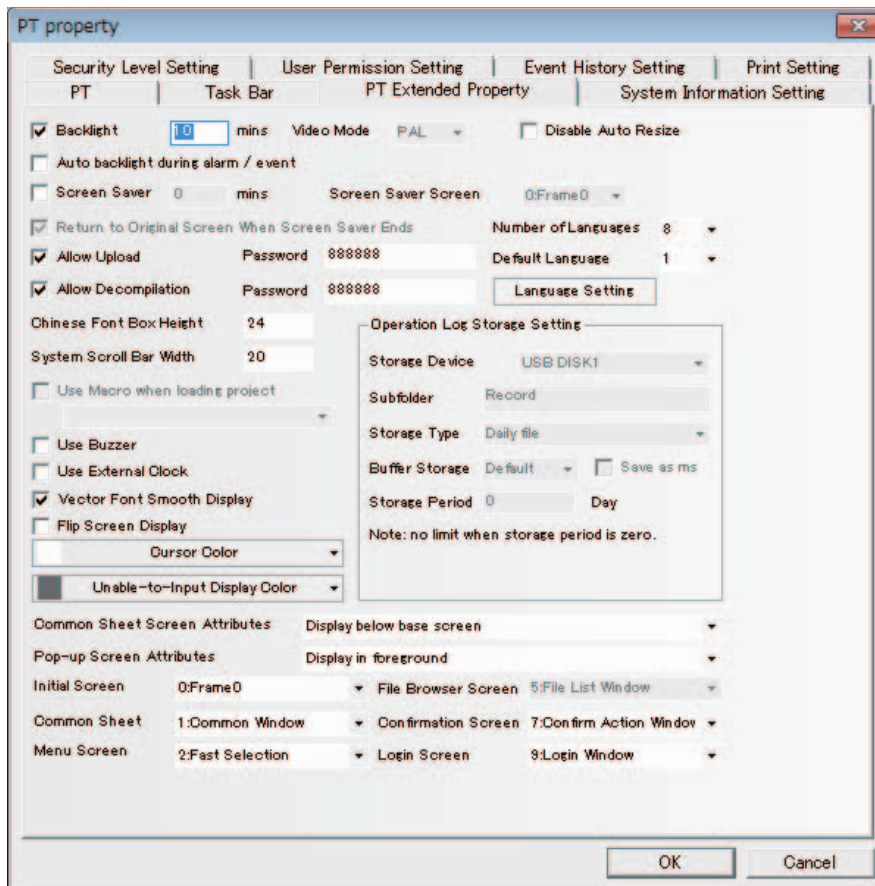 PT property
Security Level Setting User Permission Setting Event History Setting Print Setting
PT Task Bar PT Extended Property System Information Setting
Backlight 10 mins Video Mode PAL Disable Auto Resize
Auto backlight during alarm / event
Screen Saver 0 mins Screen Saver Screen 0:Frame0
Return to Original Screen When Screen Saver Ends Number of Languages 8
Allow Upload Password 888888 Default Language 1
Allow Decompilation Password 888888 Language Setting
Chinese Font Box Height 24 Operation Log Storage Setting
System Scroll Bar Width 20 Storage Device USB DISK1
Use Macro when loading project Subfolder Record
Storage Type Daily file
Use Buzzer
Use External Clock Buffer Storage Default Save as ms
Vector Font Smooth Display Storage Period 0 Day
Flip Screen Display Note: no limit when storage period is zero.
Cursor Color
Unable-to-Input Display Color
Common Sheet Screen Attributes Display below base screen
Pop-up Screen Attributes Display in foreground
Initial Screen 0:Frame0 File Browser Screen 5:File List Window
Common Sheet 1:Common Window Confirmation Screen 7:Confirm Action Window
Menu Screen 2:Fast Selection Login Screen 9:Login Window
OK Cancel